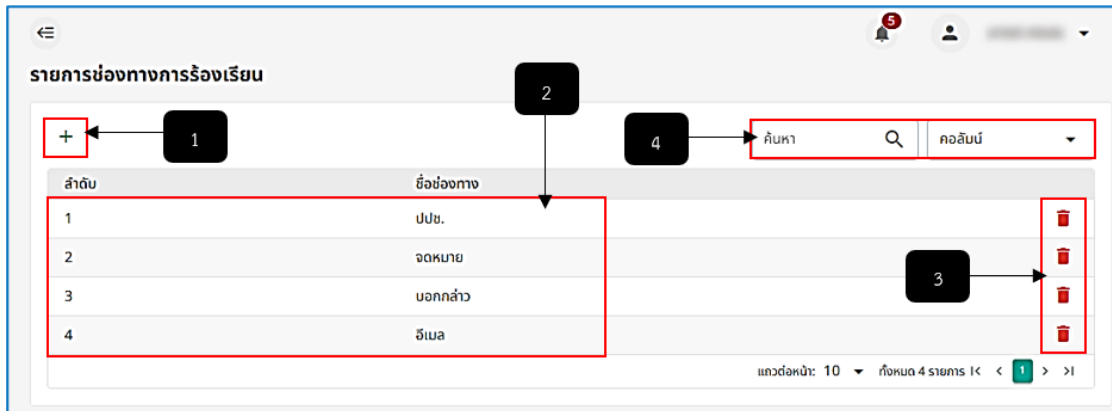 5
รายการช่องทางการร้องเรียน
2
+ 1 4 ค้นหา คอลัมน์
ลำดับ ชื่อช่องทาง
1 ปปช.
2 จดหมาย
3 บอกกล่าว
3
4 อีเมล
แถวต่อหน้า: 10 ทั้งหมด 4 รายการ |< < 1 > >|